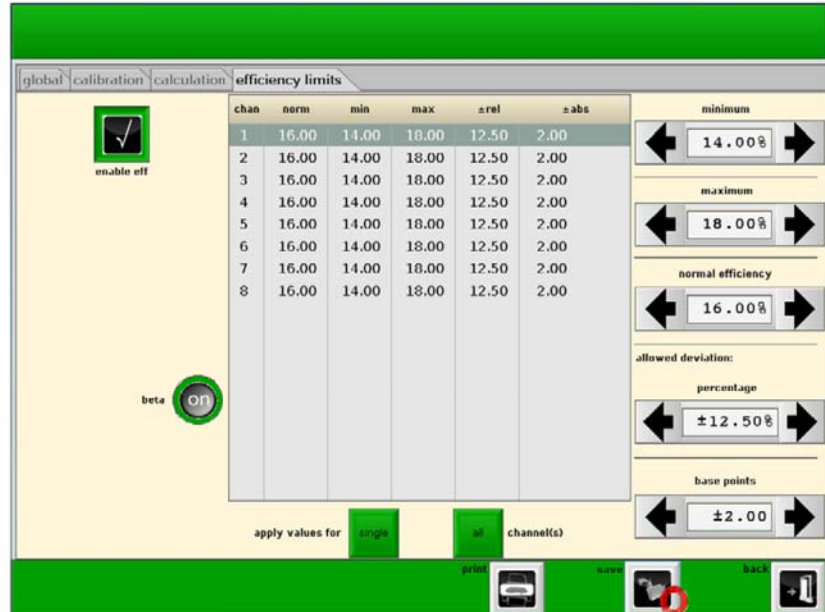 global calibration calculation efficiency limits
enable eff
beta on
chan norm min max ±rel ±abs
1 16.00 14.00 18.00 12.50 2.00
2 16.00 14.00 18.00 12.50 2.00
3 16.00 14.00 18.00 12.50 2.00
4 16.00 14.00 18.00 12.50 2.00
5 16.00 14.00 18.00 12.50 2.00
6 16.00 14.00 18.00 12.50 2.00
7 16.00 14.00 18.00 12.50 2.00
8 16.00 14.00 18.00 12.50 2.00
apply values for single all channel(s)
minimum
14.00%
maximum
18.00%
normal efficiency
16.00%
allowed deviation:
percentage
±12.50%
base points
±2.00
print save back